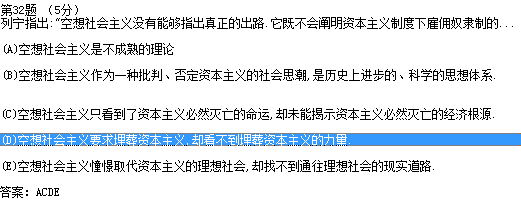 第32题 (5分)
列宁指出:"空想社会主义没有能够指出真正的出路.它既不会阐明资本主义制度下雇佣奴隶制的...
(A)空想社会主义是不成熟的理论
(B)空想社会主义作为一种批判、否定资本主义的社会思潮,是历史上进步的、科学的思想体系.
(C)空想社会主义只看到了资本主义必然灭亡的命运,却未能揭示资本主义必然灭亡的经济根源.
(D)空想社会主义要求埋葬资本主义,却看不到埋葬资本主义的力量.
(E)空想社会主义憧憬取代资本主义的理想社会,却找不到通往理想社会的现实道路.
答案: ACDE